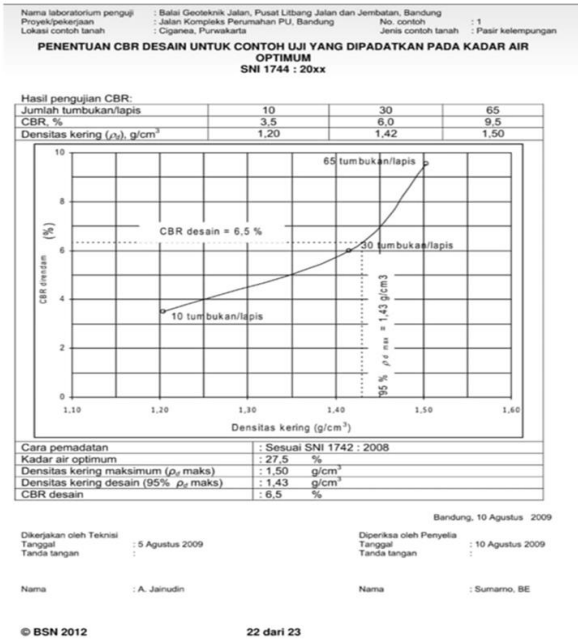 Nama laboratorium penguji : Balai Geoteknik Jalan, Pusat Litbang Jalan dan Jembatan, Bandung
Proyek/pekerjaan : Jalan Kompleks Perumahan PU, Bandung No. contoh : 1
Lokasi contoh tanah : Ciganea, Purwakarta Jenis contoh tanah : Pasir kelempungan
PENENTUAN CBR DESAIN UNTUK CONTOH UJI YANG DIPADATKAN PADA KADAR AIR
OPTIMUM
SNI 1744 : 20xx
Hasil pengujian CBR:
Jumlah tumbukan/lapis 10 30 65
CBR, % 3,5 6,0 9,5
Densitas kering (ρd), g/cm³ 1,20 1,42 1,50
10
65 tumbukan/lapis
8
CBR desain = 6,5 %
CBR direndam (%)
6
30 tumbukan/lapis
4
10 tumbukan/lapis
95 % ρd max = 1,43 g/cm3
2
0
1,10 1,20 1,30 1,40 1,50 1,60
Densitas kering (g/cm³)
Cara pemadatan : Sesuai SNI 1742 : 2008
Kadar air optimum : 27,5 %
Densitas kering maksimum (ρd maks) : 1,50 g/cm³
Densitas kering desain (95% ρd maks) : 1,43 g/cm³
CBR desain : 6,5 %
Bandung, 10 Agustus 2009
Dikerjakan oleh Teknisi Diperiksa oleh Penyelia
Tanggal : 5 Agustus 2009 Tanggal : 10 Agustus 2009
Tanda tangan : Tanda tangan :
Nama : A. Jainudin Nama : Sumarno, BE
© BSN 2012 22 dari 23